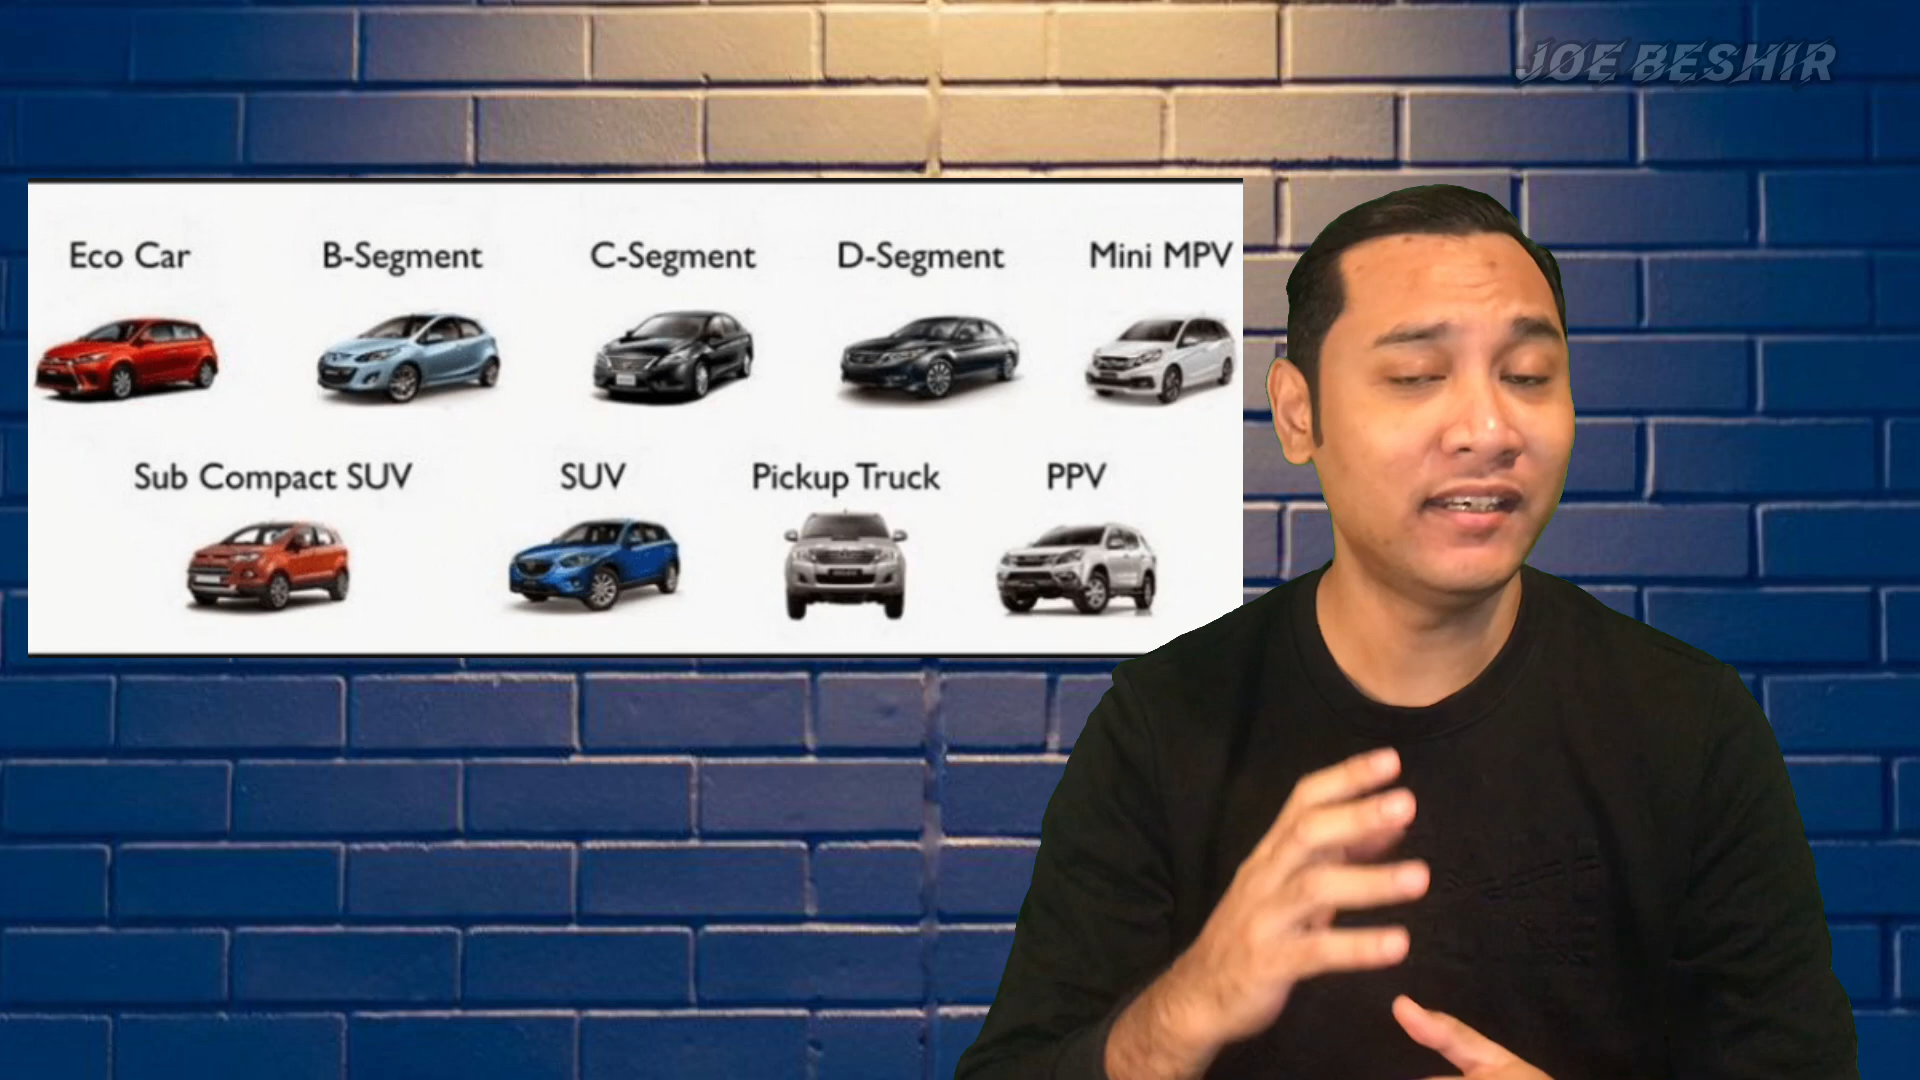 JOE BESHIR
Eco Car
B-Segment
C-Segment
D-Segment
Mini MPV
Sub Compact SUV
SUV
Pickup Truck
PPV